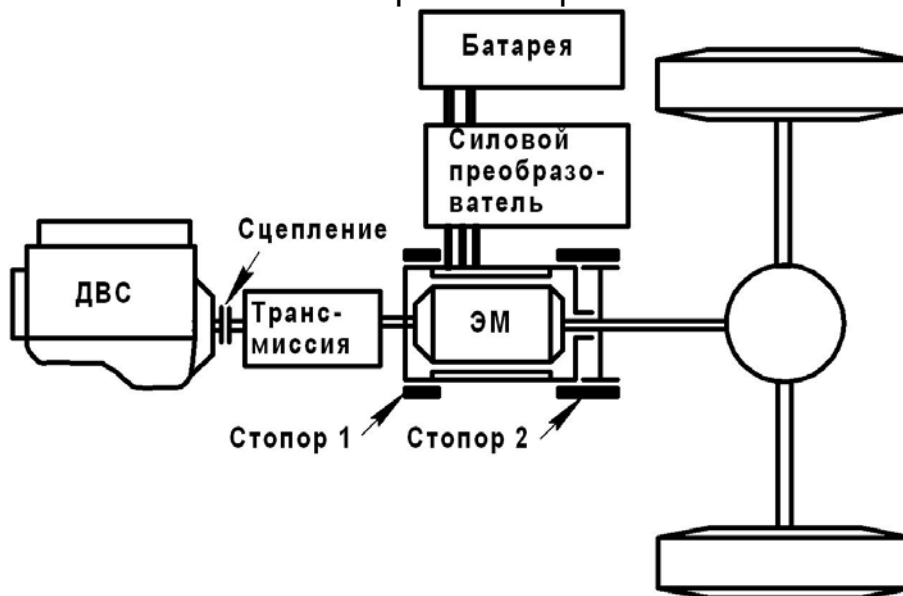 Батарея
Силовой
преобразо-
ватель
Сцепление
ДВС
Транс-
миссия
ЭМ
Стопор 1
Стопор 2